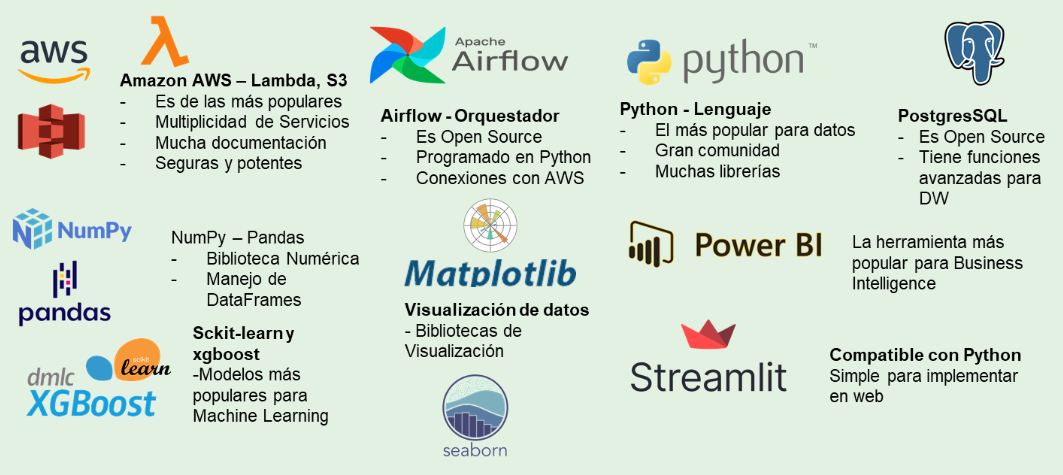 aws
Amazon AWS – Lambda, S3
- Es de las más populares
- Multiplicidad de Servicios
- Mucha documentación
- Seguras y potentes
Apache
Airflow
Airflow - Orquestador
- Es Open Source
- Programado en Python
- Conexiones con AWS
python™
Python - Lenguaje
- El más popular para datos
- Gran comunidad
- Muchas librerías
PostgresSQL
- Es Open Source
- Tiene funciones
avanzadas para
DW
NumPy
pandas
NumPy – Pandas
- Biblioteca Numérica
- Manejo de
DataFrames
Matplotlib
Visualización de datos
- Bibliotecas de
Visualización
seaborn
Power BI
La herramienta más
popular para Business
Intelligence
scikit
learn
dmlc
XGBoost
Sckit-learn y
xgboost
-Modelos más
populares para
Machine Learning
Streamlit
Compatible con Python
Simple para implementar
en web